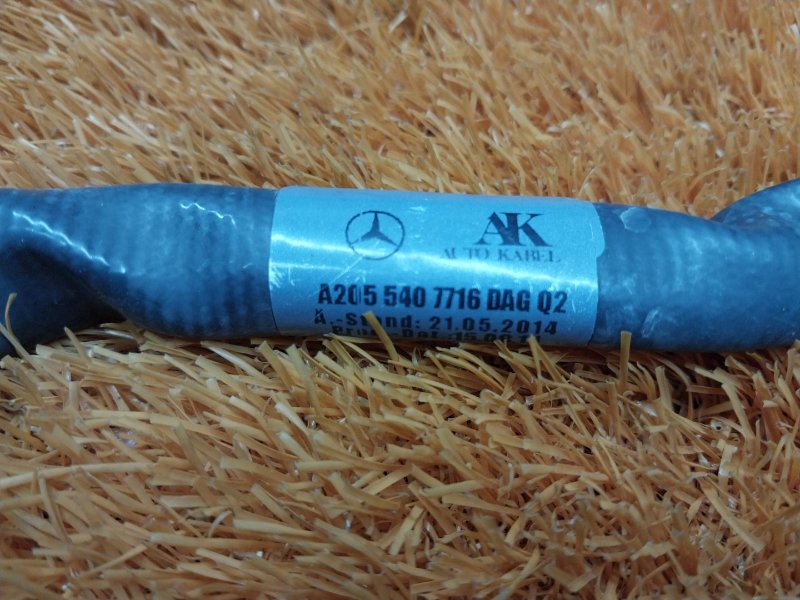 AK
AUTO KABEL
A205 540 7716 DAG Q2
Ä.-Stand: 21.05.2014